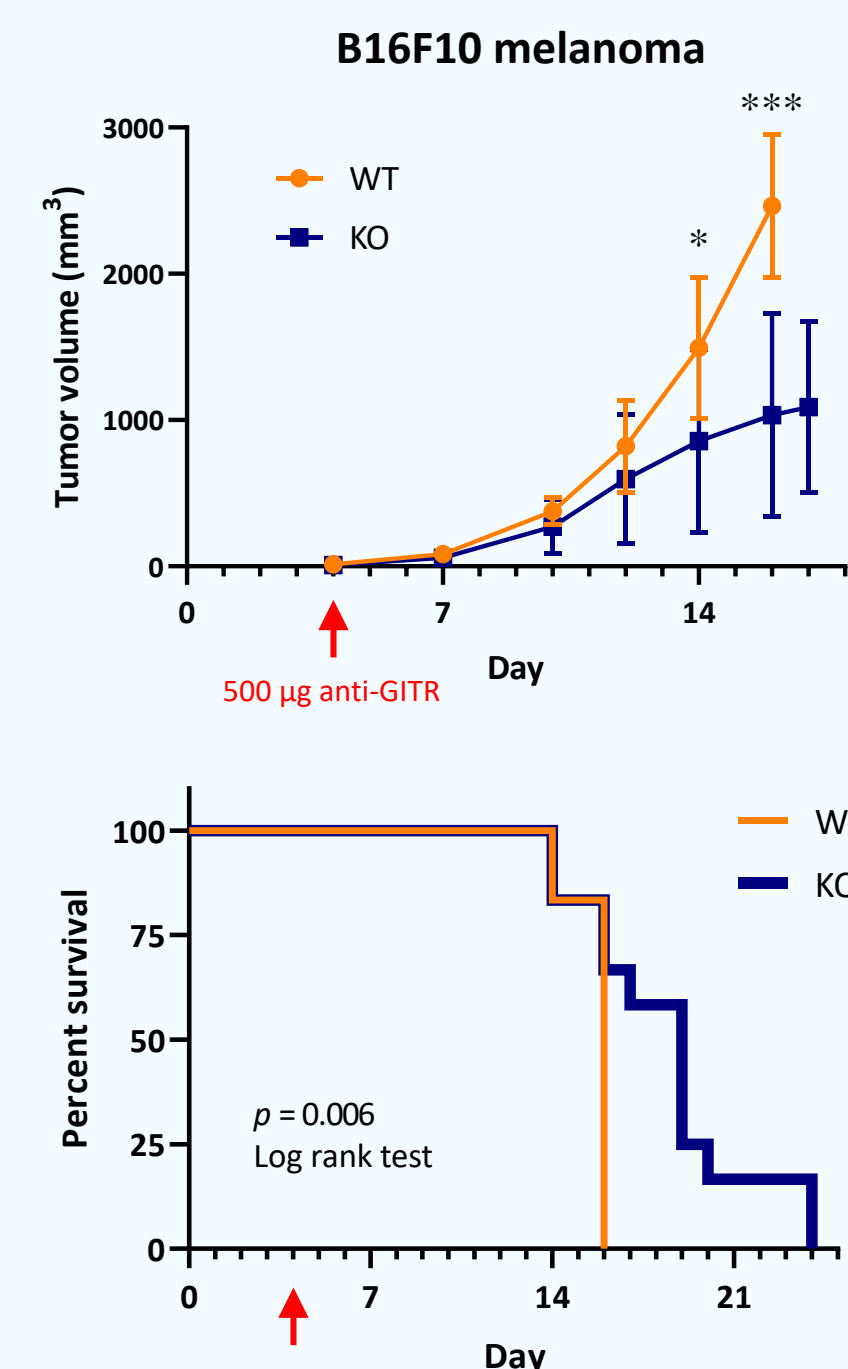 B16F10 melanoma
***
3000
WT
KO
*
2000
Tumor volume (mm³)
1000
0
0 7 14
Day
500 µg anti-GITR
100
75
Percent survival
50
p = 0.006
Log rank test
25
0
0 7 14 21
Day